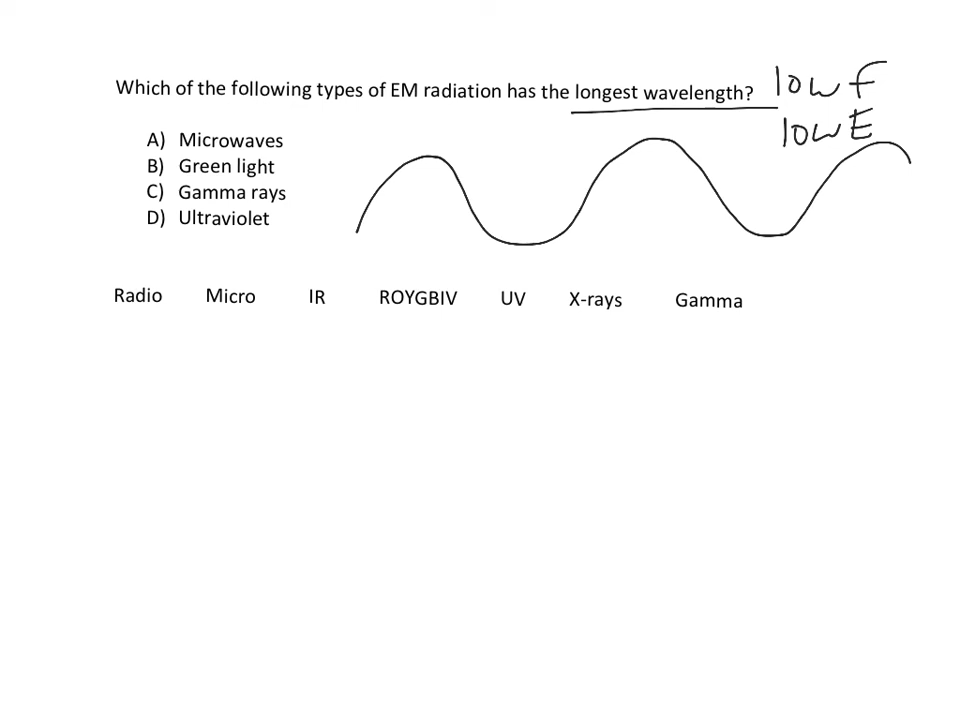 Which of the following types of EM radiation has the longest wavelength? low f
low E
A) Microwaves
B) Green light
C) Gamma rays
D) Ultraviolet
Radio Micro IR ROYGBIV UV X-rays Gamma